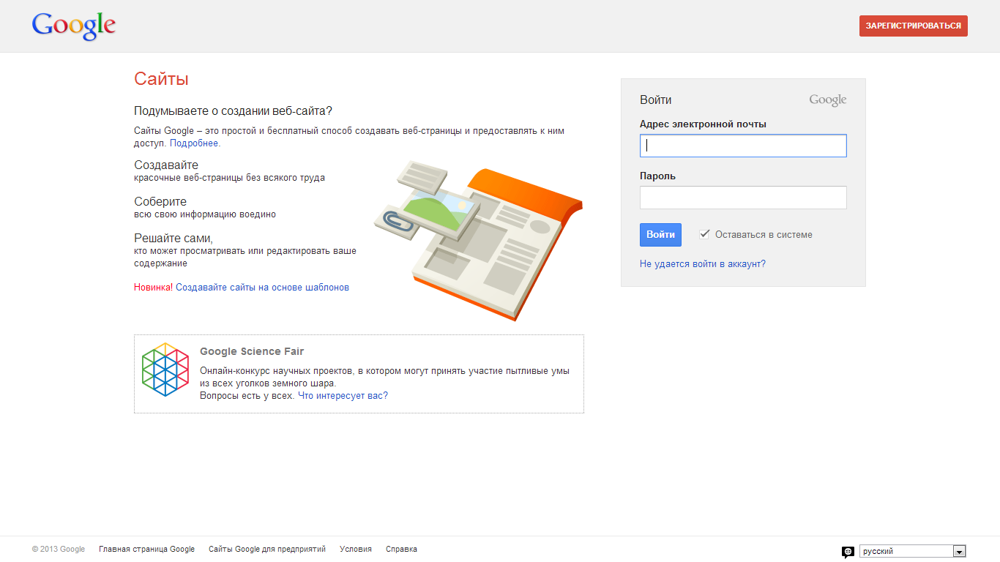 Google
ЗАРЕГИСТРИРОВАТЬСЯ
Сайты
Подумываете о создании веб-сайта?
Сайты Google – это простой и бесплатный способ создавать веб-страницы и предоставлять к ним
доступ. Подробнее.
Создавайте
красочные веб-страницы без всякого труда
Соберите
всю свою информацию воедино
Решайте сами,
кто может просматривать или редактировать ваше
содержание
Новинка! Создавайте сайты на основе шаблонов
Google Science Fair
Онлайн-конкурс научных проектов, в котором могут принять участие пытливые умы
из всех уголков земного шара.
Вопросы есть у всех. Что интересует вас?
Войти Google
Адрес электронной почты
Пароль
Войти Оставаться в системе
Не удается войти в аккаунт?
© 2013 Google Главная страница Google Сайты Google для предприятий Условия Справка
русский